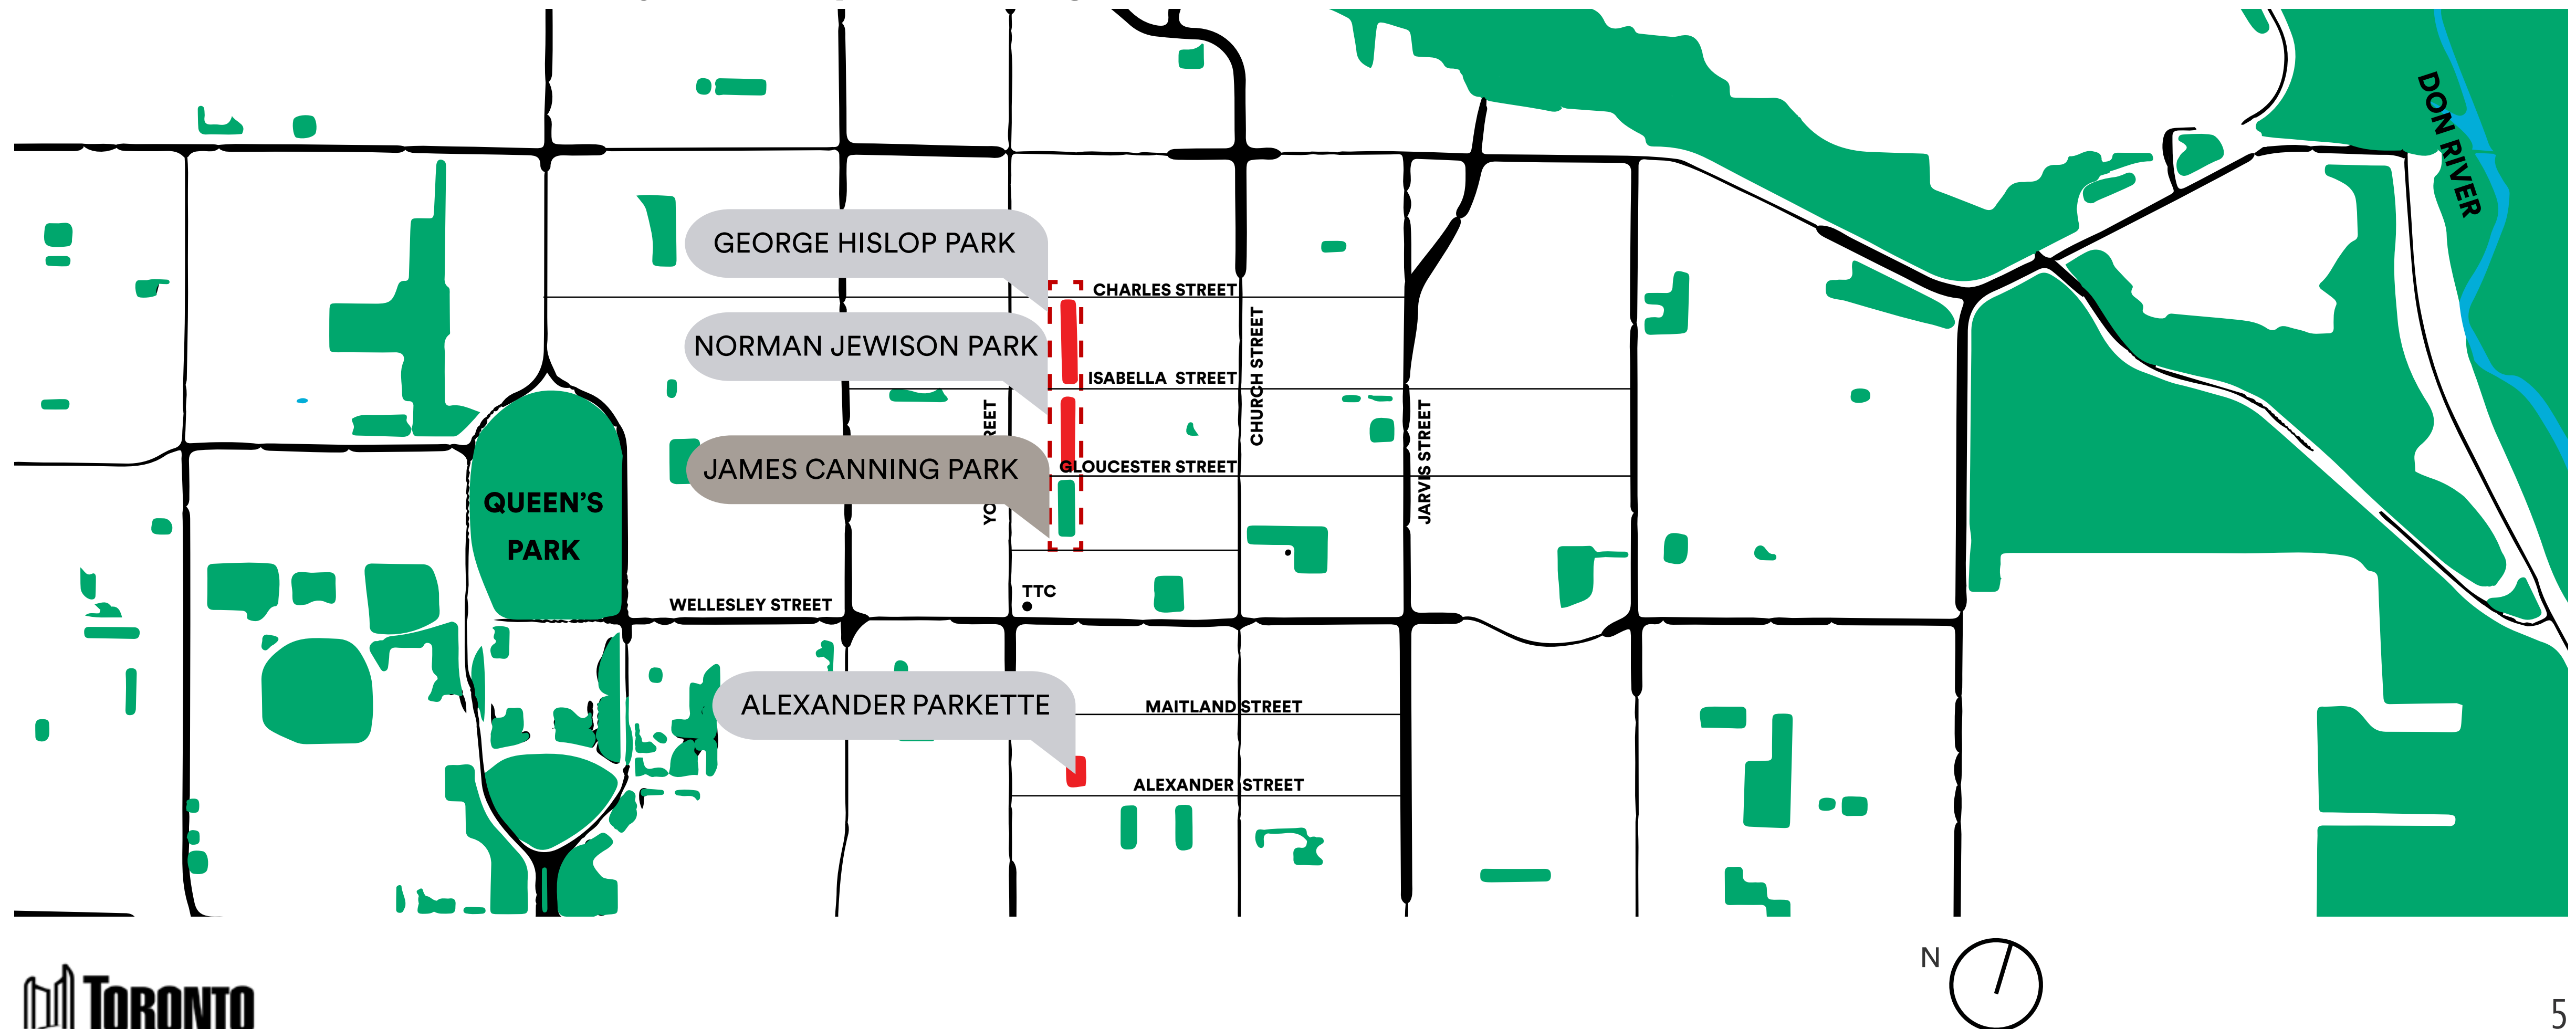 DON RIVER
GEORGE HISLOP PARK
CHARLES STREET
NORMAN JEWISON PARK
ISABELLA STREET
CHURCH STREET
JARVIS STREET
GLOUCESTER STREET
JAMES CANNING PARK
QUEEN'S
PARK
TTC
WELLESLEY STREET
ALEXANDER PARKETTE
MAITLAND STREET
ALEXANDER STREET
N
TORONTO
5